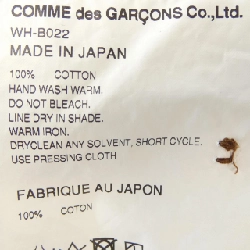 COMME des GARÇONS Co.,Ltd.
WH-B022
MADE IN JAPAN
100% COTTON
HAND WASH WARM.
DO NOT BLEACH.
LINE DRY IN SHADE.
WARM IRON.
DRYCLEAN ANY SOLVENT, SHORT CYCLE.
USE PRESSING CLOTH
FABRIQUE AU JAPON
100% COTON